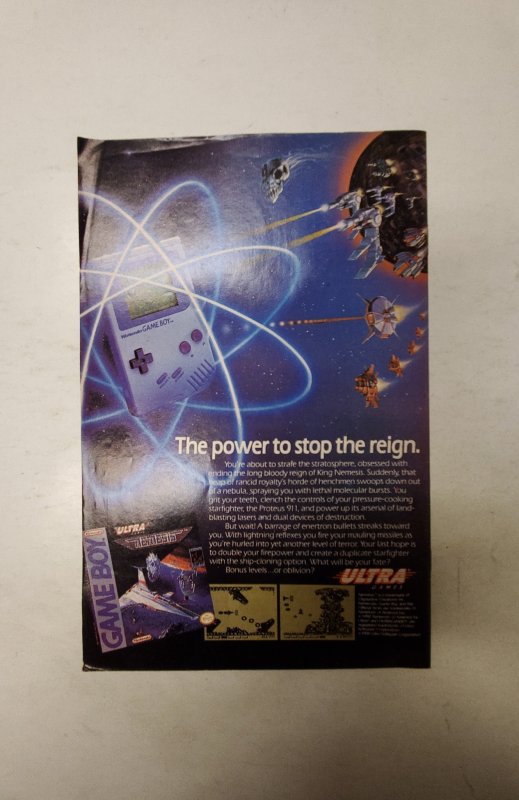 Nintendo GAME BOY
The power to stop the reign.
You're about to strafe the stratosphere, obsessed with
ending the long bloody reign of King Nemesis. Suddenly, that
heap of rancid royalty's horde of henchmen swoops down out
of a nebula, spraying you with lethal molecular bursts. You
grit your teeth, clench the controls of your pressure-cooking
starfighter, the Proteus 911, and power up its arsenal of land-
blasting lasers and dual devices of destruction.
But wait! A barrage of enertron bullets streaks toward
you. With lightning reflexes you fire your mauling missiles as
you're hurled into yet another level of terror. Your last hope is
to double your firepower and create a duplicate starfighter
with the ship-cloning option. What will be your fate?
Bonus levels...or oblivion?
ULTRA
GAMES
ULTRA
Nemesis
GAME BOY
Nintendo